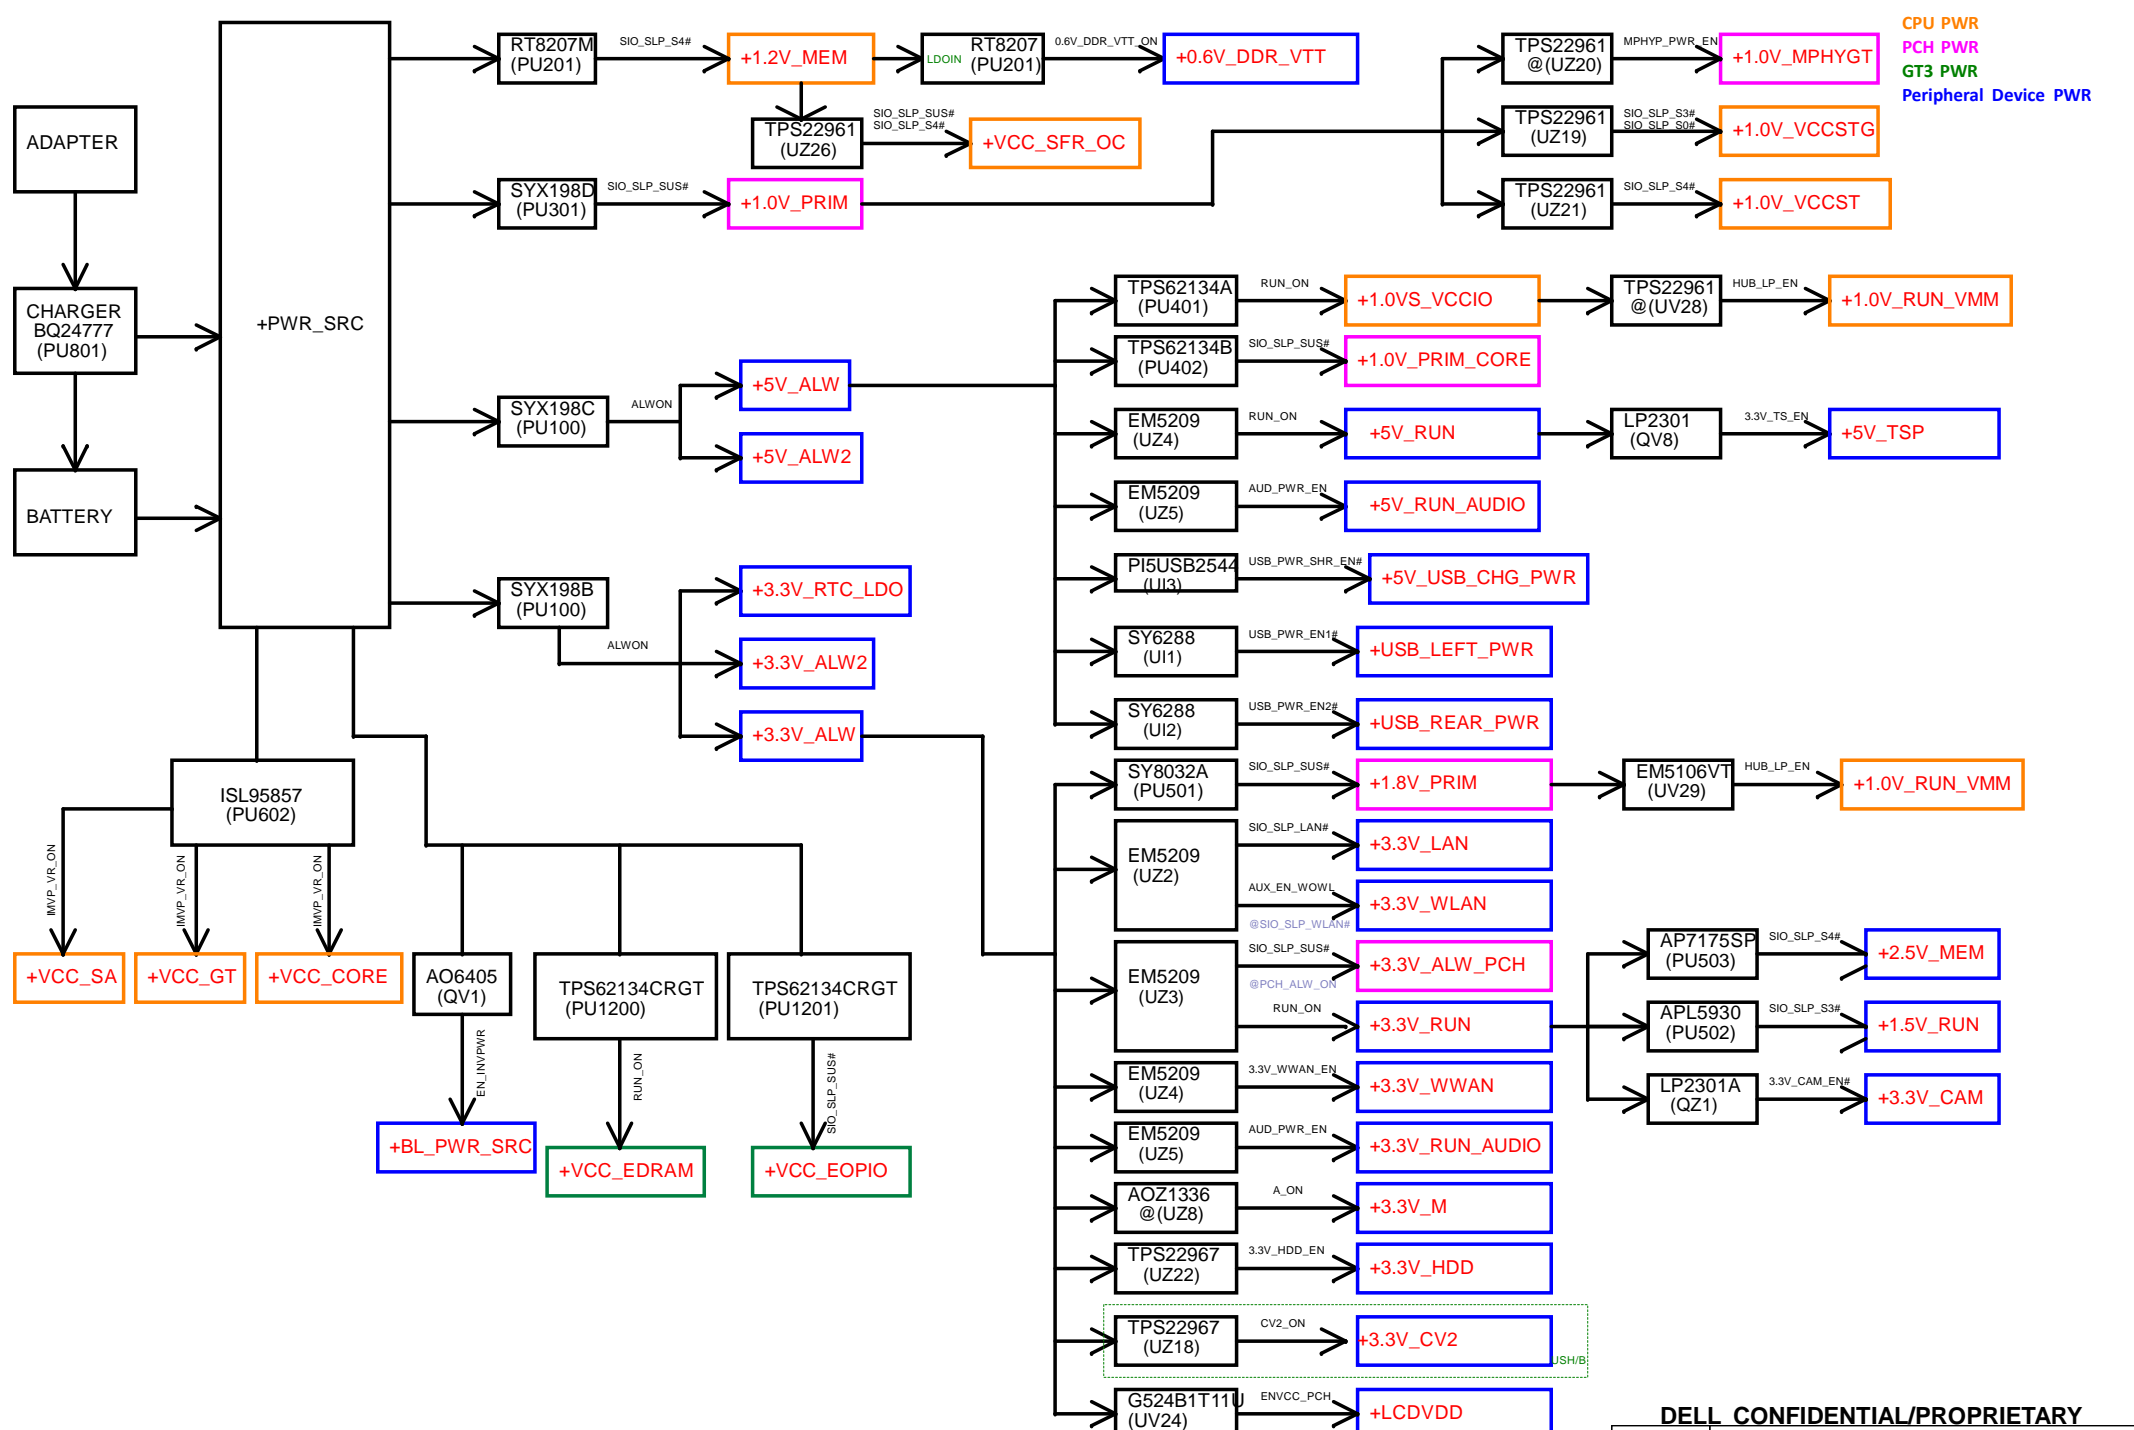 CPU PWR
PCH PWR
GT3 PWR
Peripheral Device PWR
ADAPTER
CHARGER
BQ24777
(PU801)
BATTERY
+PWR_SRC
RT8207M
(PU201)
SIO_SLP_S4#
+1.2V_MEM
LDOIN
RT8207
(PU201)
0.6V_DDR_VTT_ON
+0.6V_DDR_VTT
TPS22961
(UZ26)
SIO_SLP_SUS#
SIO_SLP_S4#
+VCC_SFR_OC
SYX198D
(PU301)
SIO_SLP_SUS#
+1.0V_PRIM
TPS22961
@(UZ20)
MPHYP_PWR_EN
+1.0V_MPHYGT
TPS22961
(UZ19)
SIO_SLP_S3#
SIO_SLP_S0#
+1.0V_VCCSTG
TPS22961
(UZ21)
SIO_SLP_S4#
+1.0V_VCCST
SYX198C
(PU100)
ALWON
+5V_ALW
+5V_ALW2
SYX198B
(PU100)
ALWON
+3.3V_RTC_LDO
+3.3V_ALW2
+3.3V_ALW
TPS62134A
(PU401)
RUN_ON
+1.0VS_VCCIO
TPS22961
@(UV28)
HUB_LP_EN
+1.0V_RUN_VMM
TPS62134B
(PU402)
SIO_SLP_SUS#
+1.0V_PRIM_CORE
EM5209
(UZ4)
RUN_ON
+5V_RUN
LP2301
(QV8)
3.3V_TS_EN
+5V_TSP
EM5209
(UZ5)
AUD_PWR_EN
+5V_RUN_AUDIO
PI5USB2544
(UI3)
USB_PWR_SHR_EN#
+5V_USB_CHG_PWR
SY6288
(UI1)
USB_PWR_EN1#
+USB_LEFT_PWR
SY6288
(UI2)
USB_PWR_EN2#
+USB_REAR_PWR
SY8032A
(PU501)
SIO_SLP_SUS#
+1.8V_PRIM
EM5106VT
(UV29)
HUB_LP_EN
+1.0V_RUN_VMM
EM5209
(UZ2)
SIO_SLP_LAN#
+3.3V_LAN
AUX_EN_WOWL
+3.3V_WLAN
@SIO_SLP_WLAN#
EM5209
(UZ3)
SIO_SLP_SUS#
+3.3V_ALW_PCH
@PCH_ALW_ON
RUN_ON
+3.3V_RUN
AP7175SP
(PU503)
SIO_SLP_S4#
+2.5V_MEM
APL5930
(PU502)
SIO_SLP_S3#
+1.5V_RUN
LP2301A
(QZ1)
3.3V_CAM_EN#
+3.3V_CAM
EM5209
(UZ4)
3.3V_WWAN_EN
+3.3V_WWAN
EM5209
(UZ5)
AUD_PWR_EN
+3.3V_RUN_AUDIO
AOZ1336
@(UZ8)
A_ON
+3.3V_M
TPS22967
(UZ22)
3.3V_HDD_EN
+3.3V_HDD
TPS22967
(UZ18)
CV2_ON
+3.3V_CV2
USH/B
G524B1T11U
(UV24)
ENVCC_PCH
+LCDVDD
ISL95857
(PU602)
IMVP_VR_ON
IMVP_VR_ON
IMVP_VR_ON
+VCC_SA
+VCC_GT
+VCC_CORE
AO6405
(QV1)
EN_INVPWR
+BL_PWR_SRC
TPS62134CRGT
(PU1200)
RUN_ON
+VCC_EDRAM
TPS62134CRGT
(PU1201)
SIO_SLP_SUS#
+VCC_EOPIO
DELL CONFIDENTIAL/PROPRIETARY